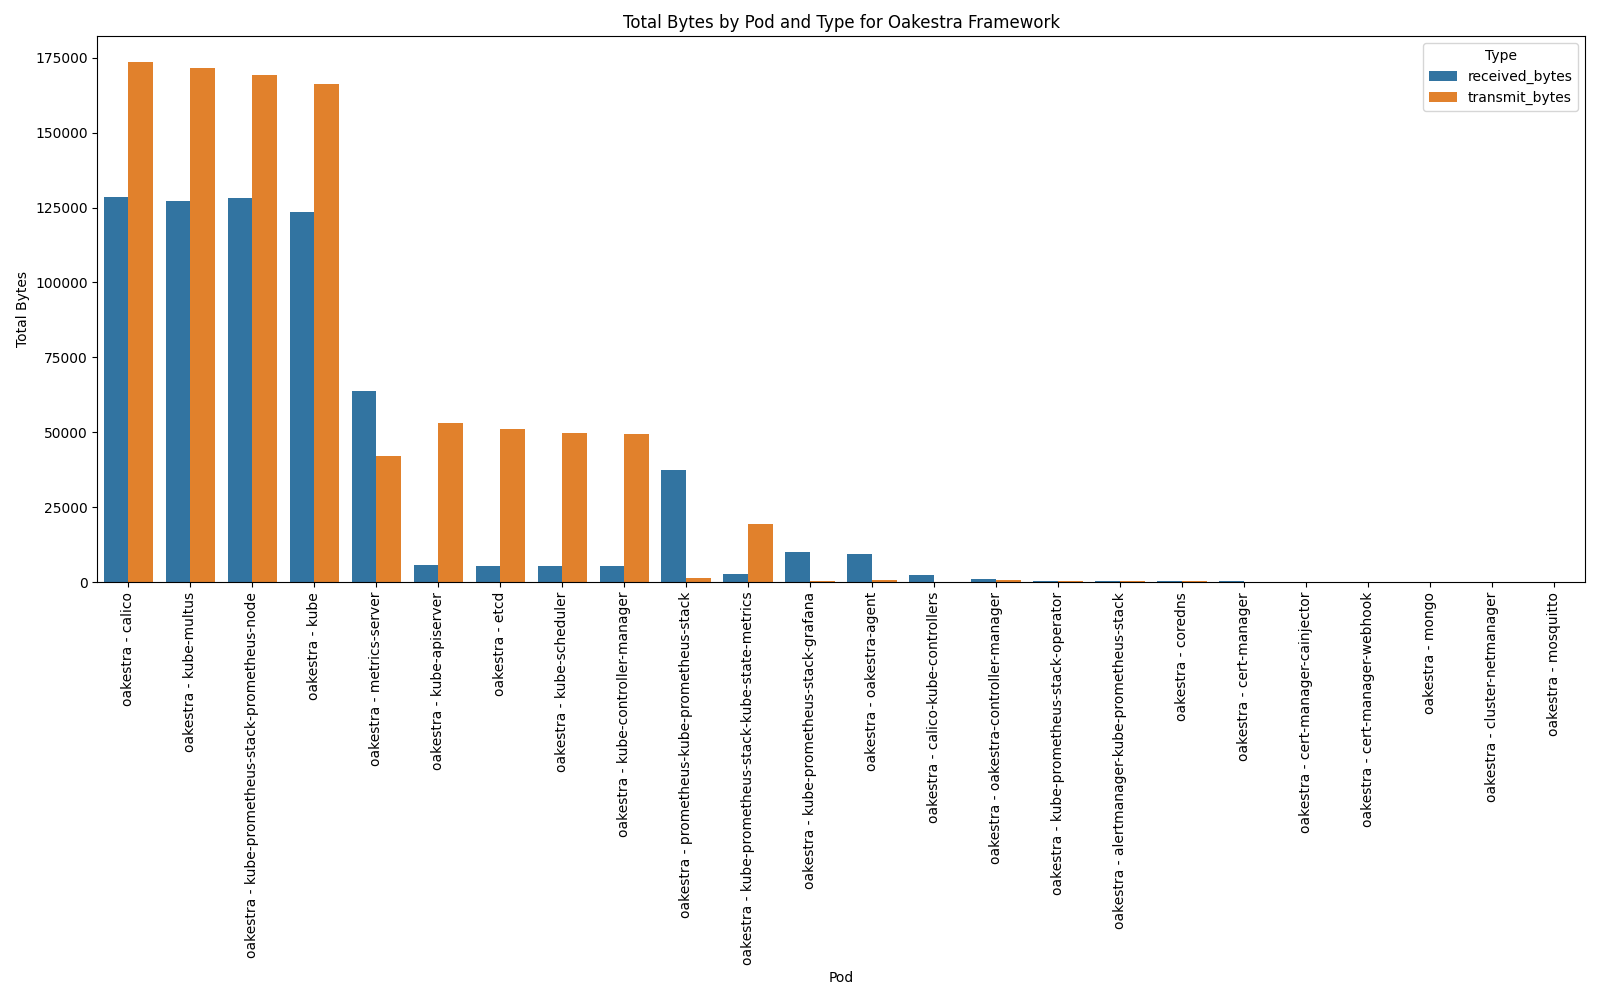 Total Bytes by Pod and Type for Oakestra Framework
Type
received_bytes
transmit_bytes
Total Bytes
175000
150000
125000
100000
75000
50000
25000
0
oakestra - calico
oakestra - kube-multus
oakestra - kube-prometheus-stack-prometheus-node
oakestra - kube
oakestra - metrics-server
oakestra - kube-apiserver
oakestra - etcd
oakestra - kube-scheduler
oakestra - kube-controller-manager
oakestra - prometheus-kube-prometheus-stack
oakestra - kube-prometheus-stack-kube-state-metrics
oakestra - kube-prometheus-stack-grafana
oakestra - oakestra-agent
oakestra - calico-kube-controllers
oakestra - oakestra-controller-manager
oakestra - kube-prometheus-stack-operator
oakestra - alertmanager-kube-prometheus-stack
oakestra - coredns
oakestra - cert-manager
oakestra - cert-manager-cainjector
oakestra - cert-manager-webhook
oakestra - mongo
oakestra - cluster-netmanager
oakestra - mosquitto
Pod